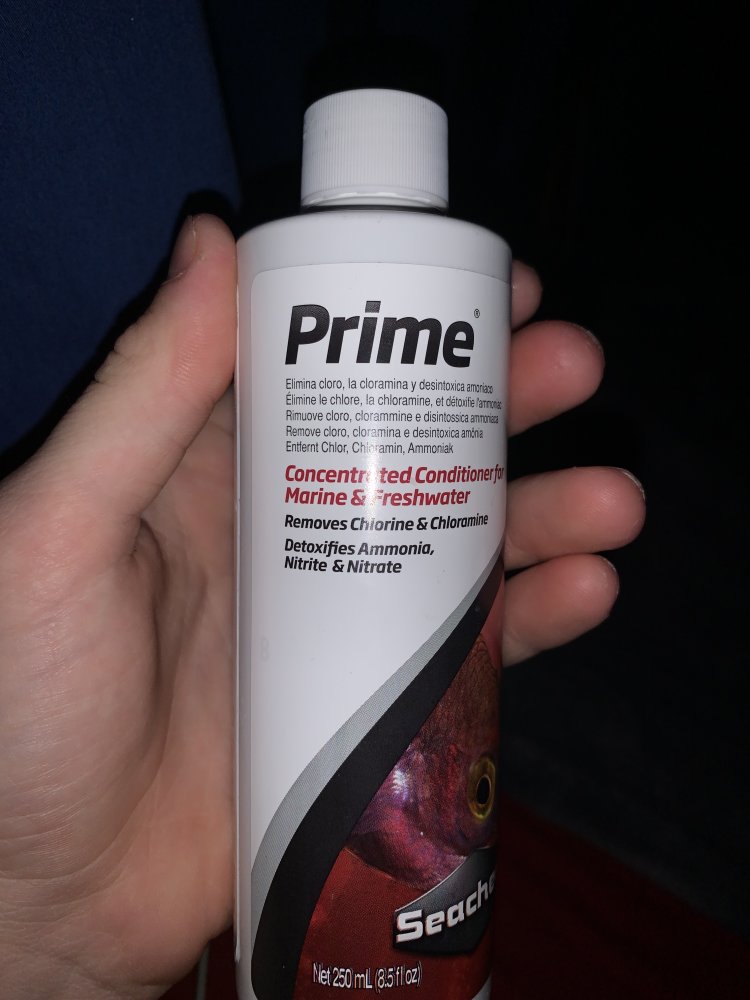 Prime®
Elimina cloro, la cloramina y desintoxica amoniaco
Élimine le chlore, la chloramine, et détoxifie l'ammoniac
Rimuove cloro, clorammine e disintossica ammoniaca
Remove cloro, cloramina e desintoxica amônia
Entfernt Chlor, Chloramin, Ammoniak
Concentrated Conditioner for
Marine & Freshwater
Removes Chlorine & Chloramine
Detoxifies Ammonia,
Nitrite & Nitrate
Seache
Net 250 mL (8.5 fl oz)